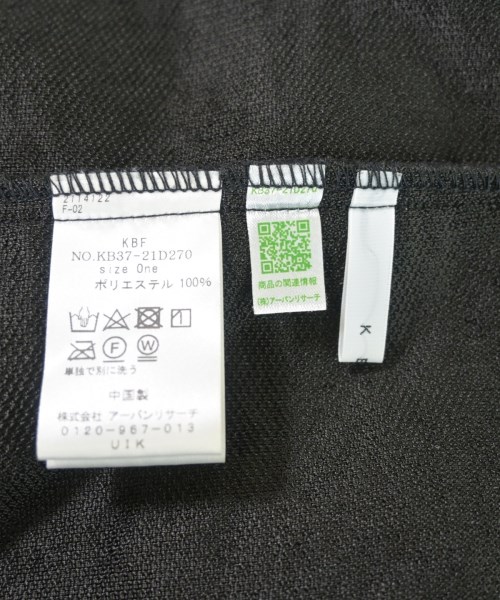 2114122
F-02
KBF
NO.KB37-21D270
size One
ポリエステル 100%
F
W
単独で別に洗う
中国製
株式会社 アーバンリサーチ
0120-967-013
UIK
KB37-21D270
商品の関連情報
(株)アーバンリサーチ
K